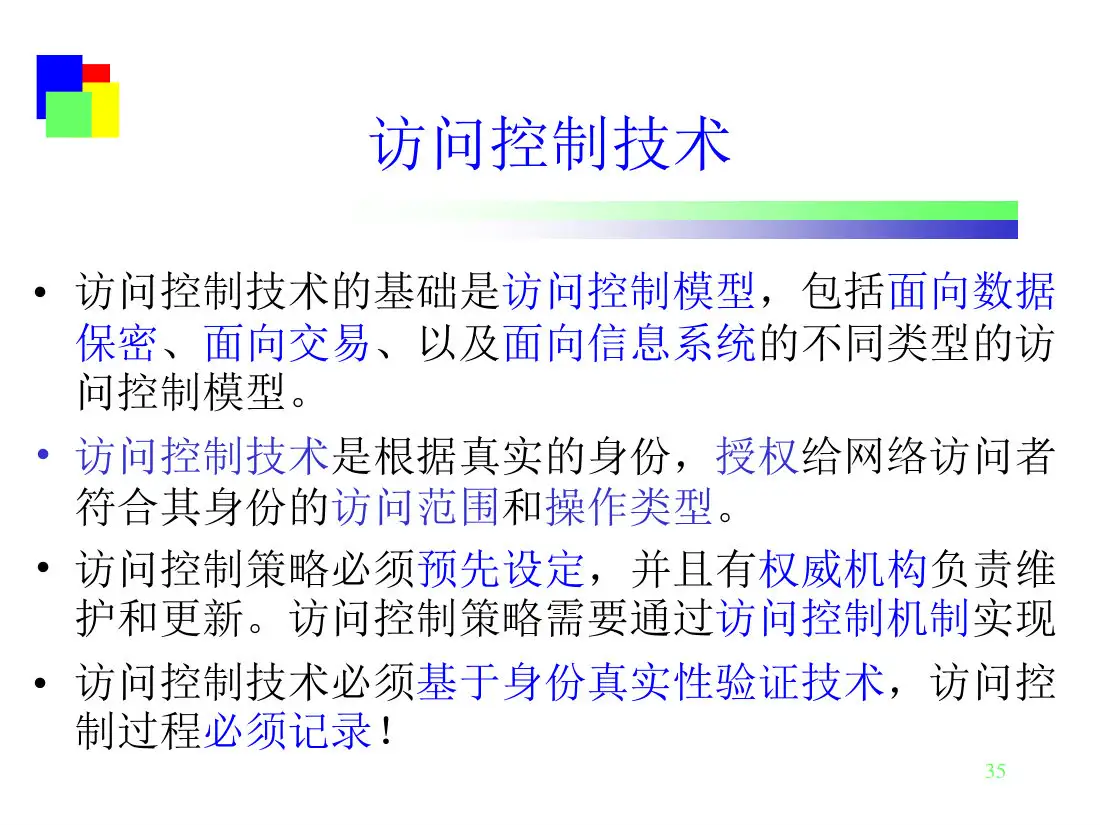 访问控制技术
• 访问控制技术的基础是访问控制模型，包括面向数据
保密、面向交易、以及面向信息系统的不同类型的访
问控制模型。
• 访问控制技术是根据真实的身份，授权给网络访问者
符合其身份的访问范围和操作类型。
• 访问控制策略必须预先设定，并且有权威机构负责维
护和更新。访问控制策略需要通过访问控制机制实现
• 访问控制技术必须基于身份真实性验证技术，访问控
制过程必须记录！
35